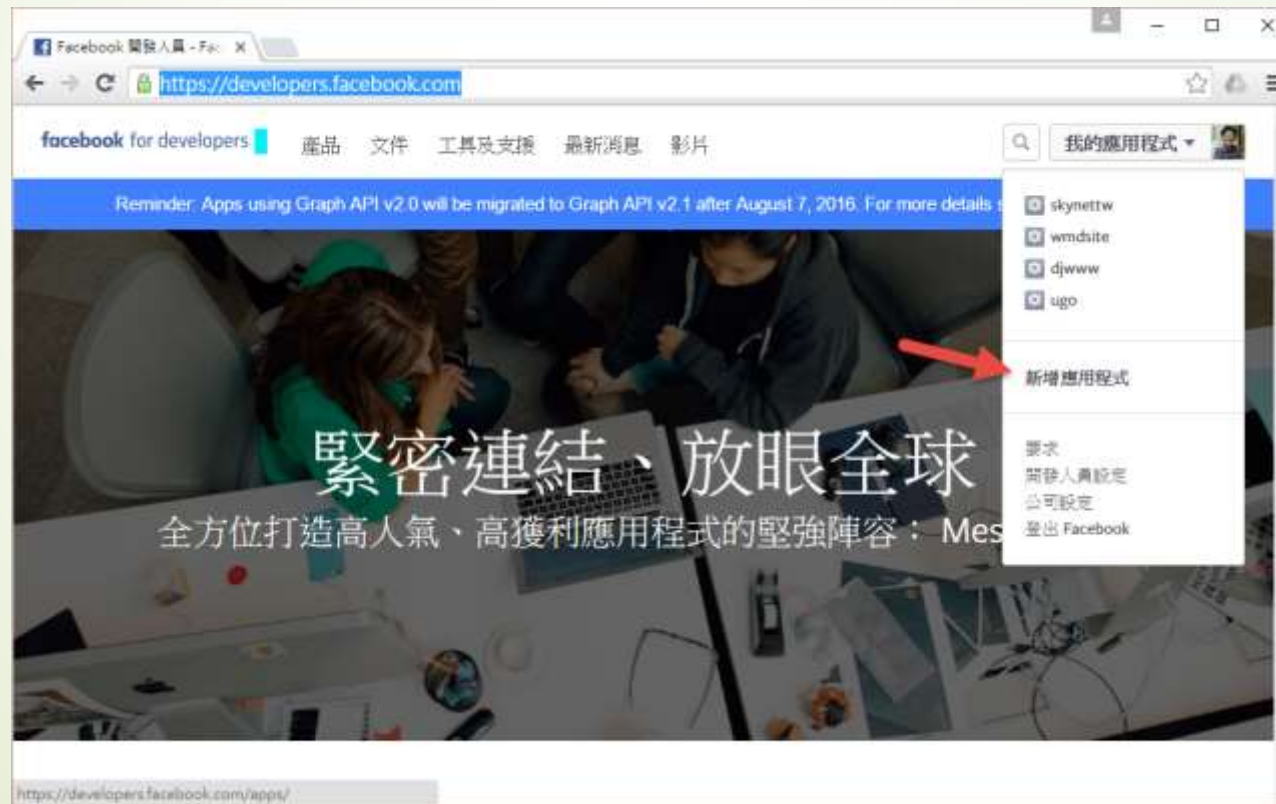 Facebook 開發人員 - Fac
https://developers.facebook.com
facebook for developers 產品 文件 工具及支援 最新消息 影片 我的應用程式
Reminder: Apps using Graph API v2.0 will be migrated to Graph API v2.1 after August 7, 2016. For more details s
skynettw
wmdsite
djwww
ugo
新增應用程式
要求
開發人員設定
公司設定
登出 Facebook
緊密連結、放眼全球
全方位打造高人氣、高獲利應用程式的堅強陣容： Mes
https://developers.facebook.com/apps/